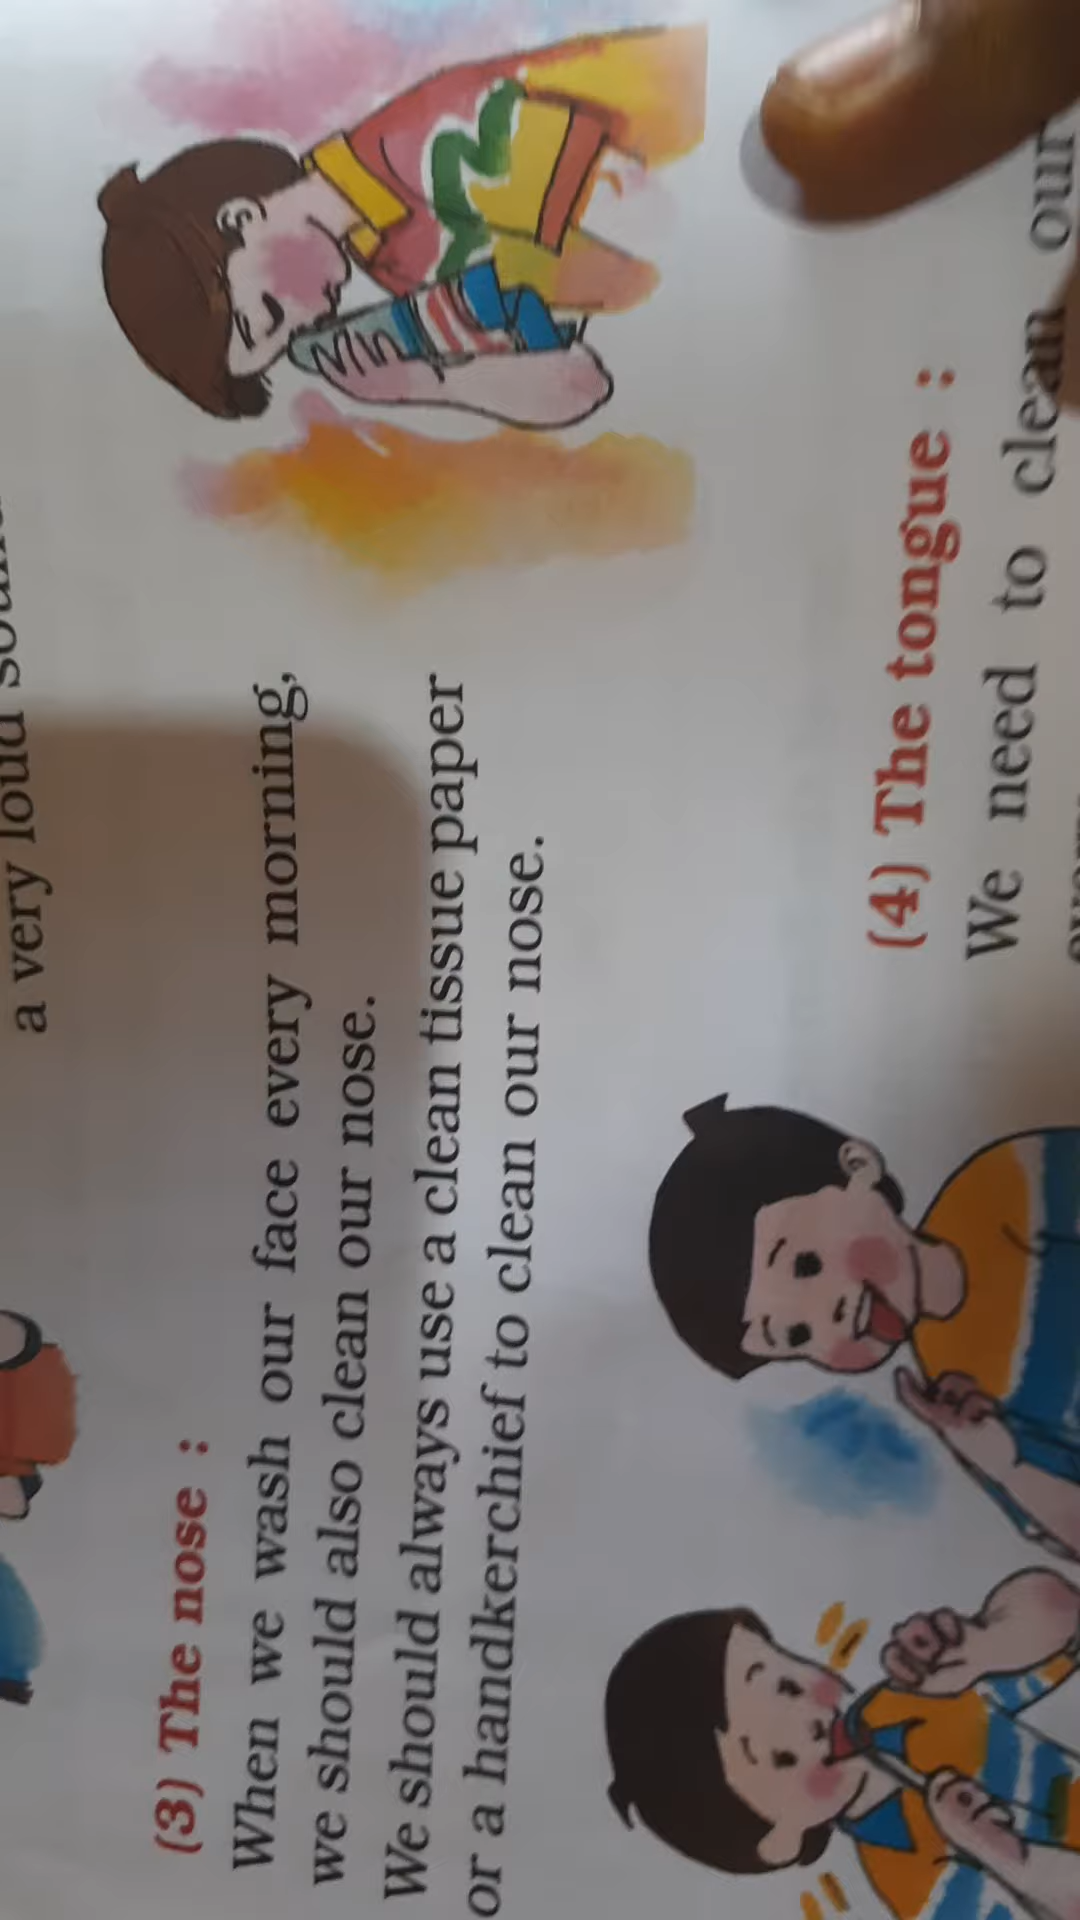 a very loud
(3) The nose :
When we wash our face every morning,
we should also clean our nose.
We should always use a clean tissue paper
or a handkerchief to clean our nose.
(4) The tongue :
We need to clean our